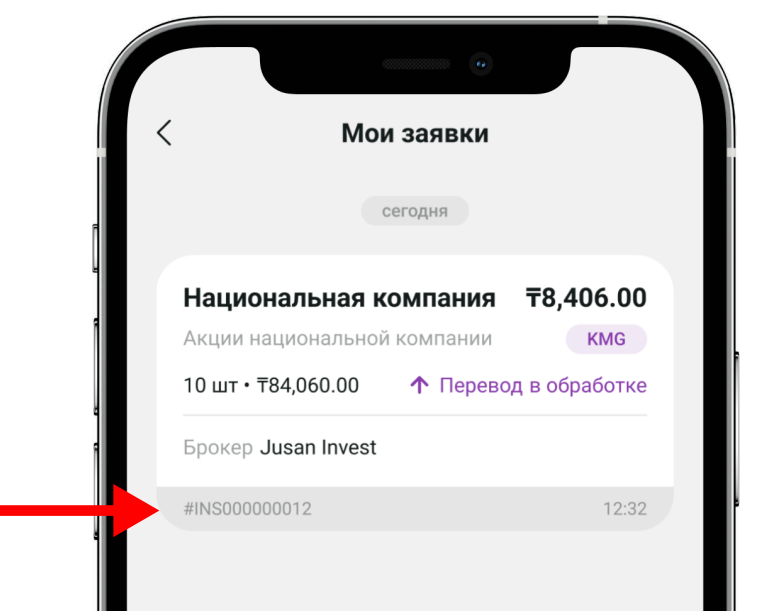 Мои заявки
сегодня
Национальная компания ₸8,406.00
Акции национальной компании KMG
10 шт • ₸84,060.00 ↑ Перевод в обработке
Брокер Jusan Invest
#INS000000012 12:32